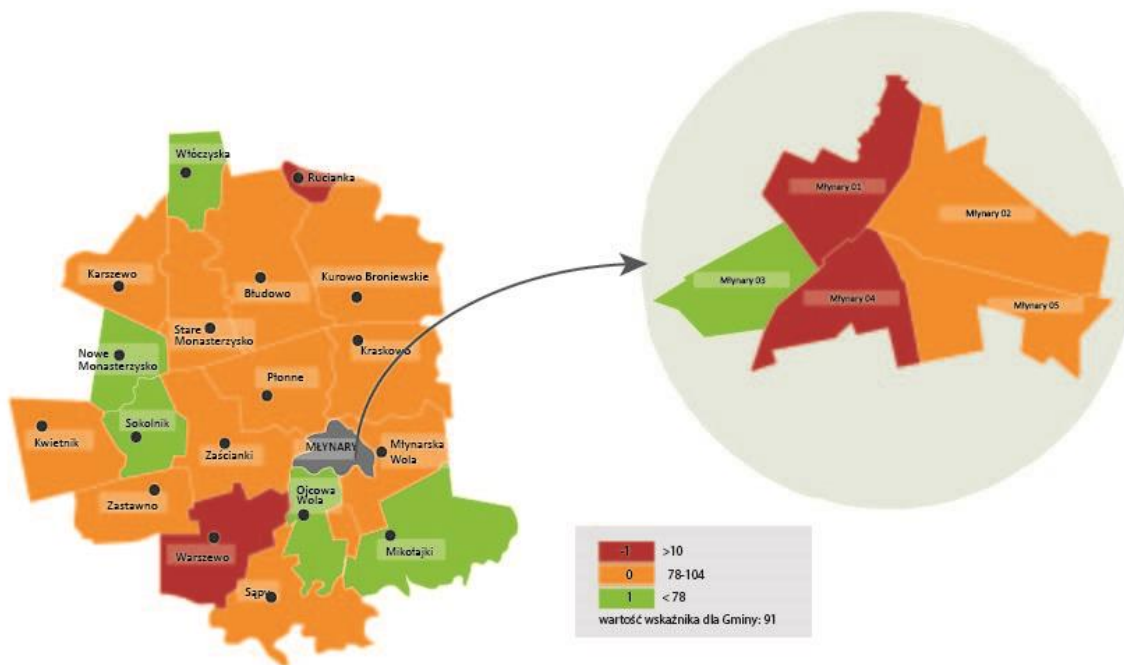 Włóczyska
Rucianka
Karszewo
Błudowo
Kurowo Broniewskie
Stare
Monasterzysko
Kraskowo
Nowe
Monasterzysko
Płonne
Sokolnik
Kwietnik
Zaścianki
MŁYNARY
Młynarska
Wola
Zastawno
Ojcowa
Wola
Warszewo
Mikołajki
Sąpy
Młynary 01
Młynary 02
Młynary 03
Młynary 04
Młynary 05
-1 >10
0 78-104
1 < 78
wartość wskaźnika dla Gminy: 91